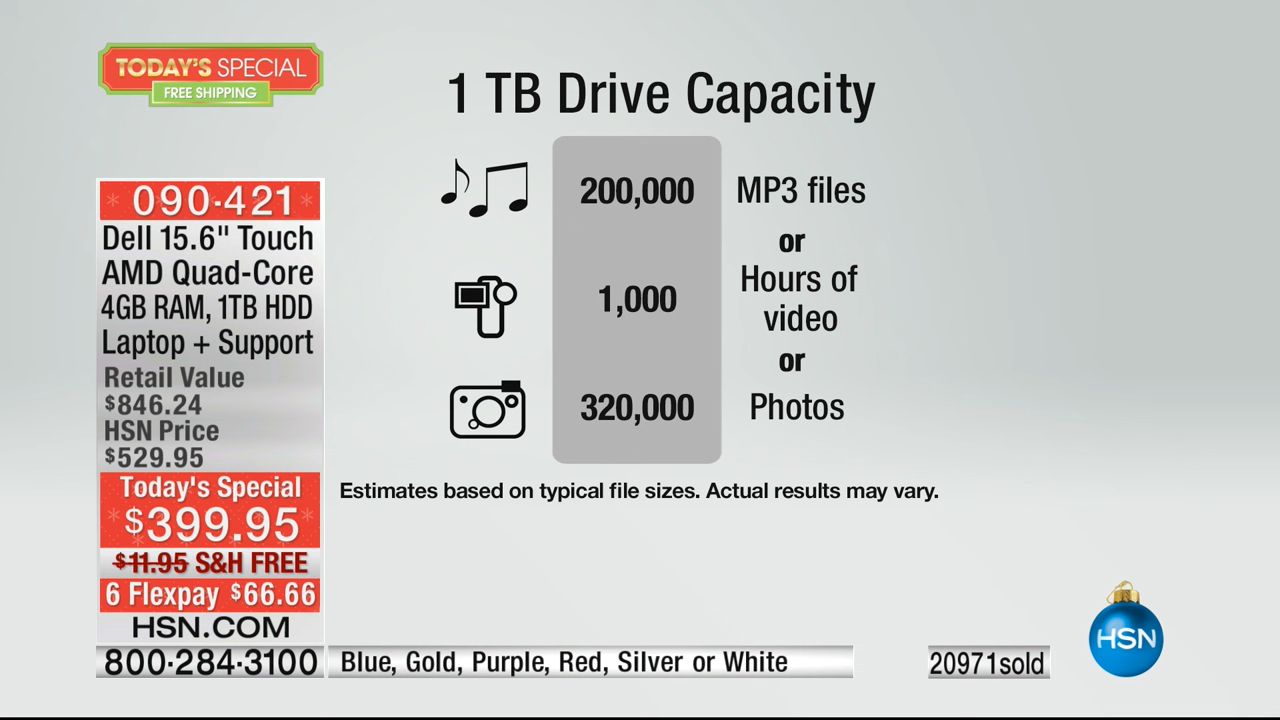 TODAY'S SPECIAL
FREE SHIPPING
1 TB Drive Capacity
200,000 MP3 files
or
1,000 Hours of
video
or
320,000 Photos
Estimates based on typical file sizes. Actual results may vary.
090·421
Dell 15.6" Touch
AMD Quad-Core
4GB RAM, 1TB HDD
Laptop + Support
Retail Value
$846.24
HSN Price
$529.95
Today's Special
$399.95
$11.95 S&H FREE
6 Flexpay $66.66
HSN.COM
800·284·3100
Blue, Gold, Purple, Red, Silver or White
20971sold
HSN